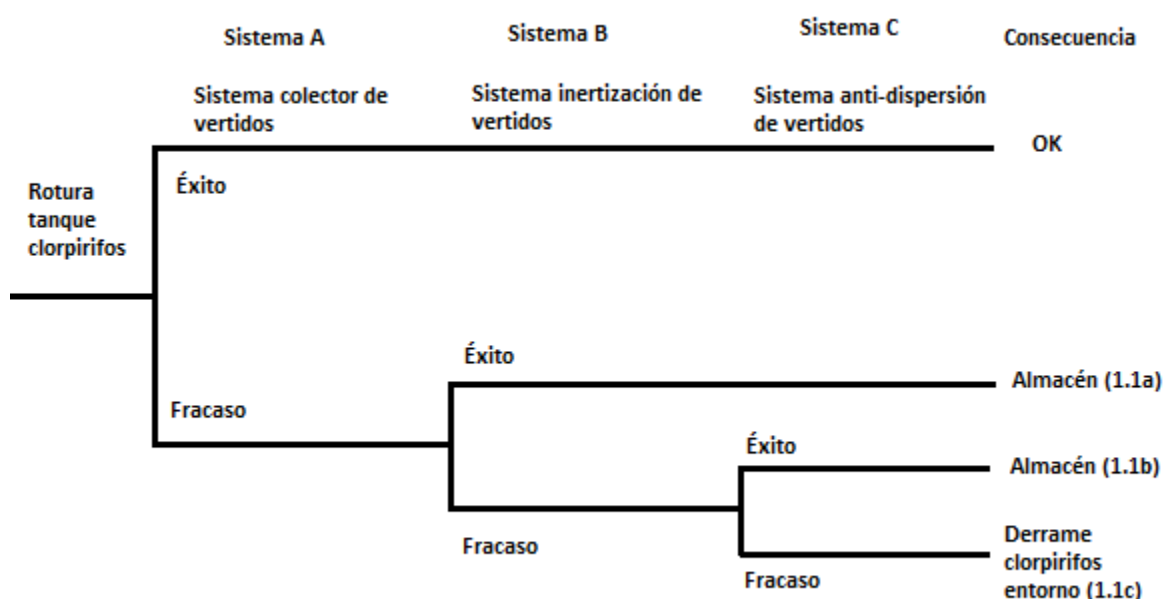 Sistema A
Sistema B
Sistema C
Consecuencia
Sistema colector de
vertidos
Sistema inertización de
vertidos
Sistema anti-dispersión
de vertidos
OK
Éxito
Rotura
tanque
clorpirifos
Éxito
Almacén (1.1a)
Fracaso
Éxito
Almacén (1.1b)
Fracaso
Derrame
clorpirifos
entorno (1.1c)
Fracaso